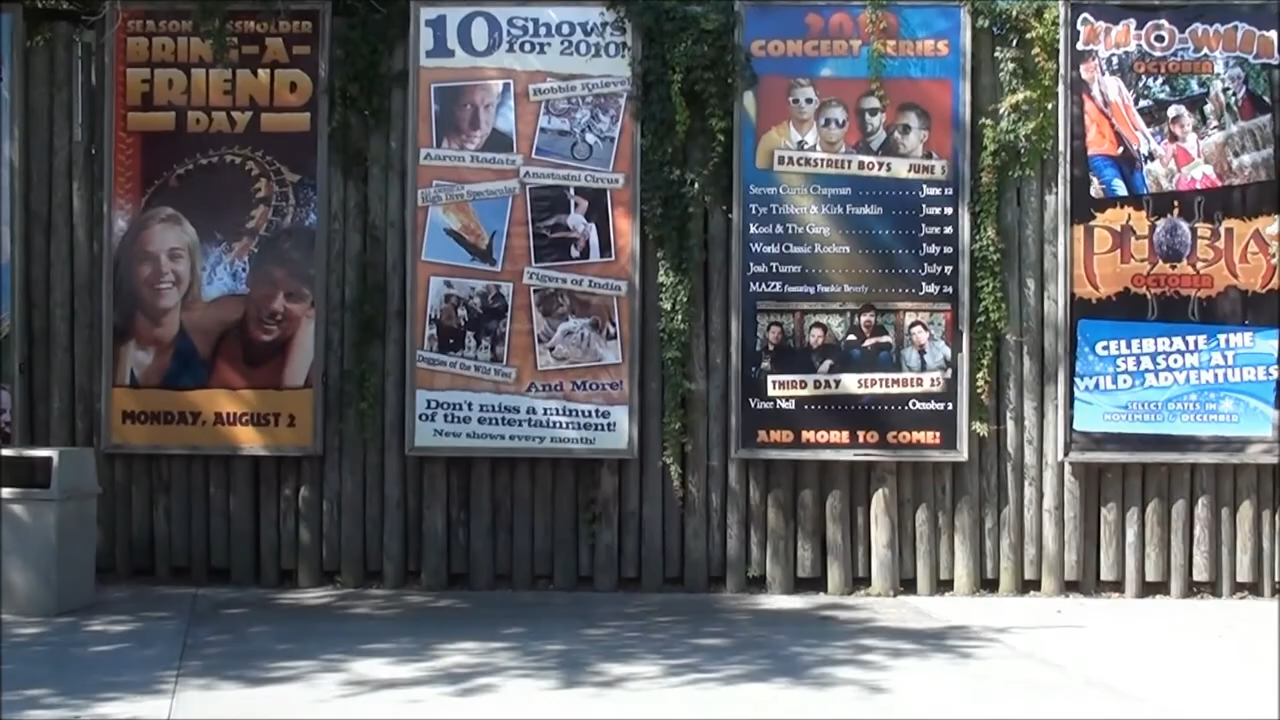 SEASON PASSHOLDER
BRING-A-
FRIEND
DAY
MONDAY, AUGUST 2
10 Shows
for 2010!
Robbie Knievel
Aaron Radatz
Anastasini Circus
ALL AMERICAN
High Dive Spectacular
Tigers of India
Doggies of the Wild West
And More!
Don't miss a minute
of the entertainment!
New shows every month!
2010
CONCERT SERIES
BACKSTREET BOYS JUNE 5
Steven Curtis Chapman ........... June 12
Tye Tribbett & Kirk Franklin .... June 19
Kool & The Gang ................. June 26
World Classic Rockers ........... July 10
Josh Turner ..................... July 17
MAZE featuring Frankie Beverly ..... July 24
THIRD DAY SEPTEMBER 25
Vince Neil ..................... October 2
AND MORE TO COME!
Kid-O-Ween
OCTOBER
PHOBIA
OCTOBER
CELEBRATE THE
SEASON AT
WILD ADVENTURES
SELECT DATES IN
NOVEMBER & DECEMBER